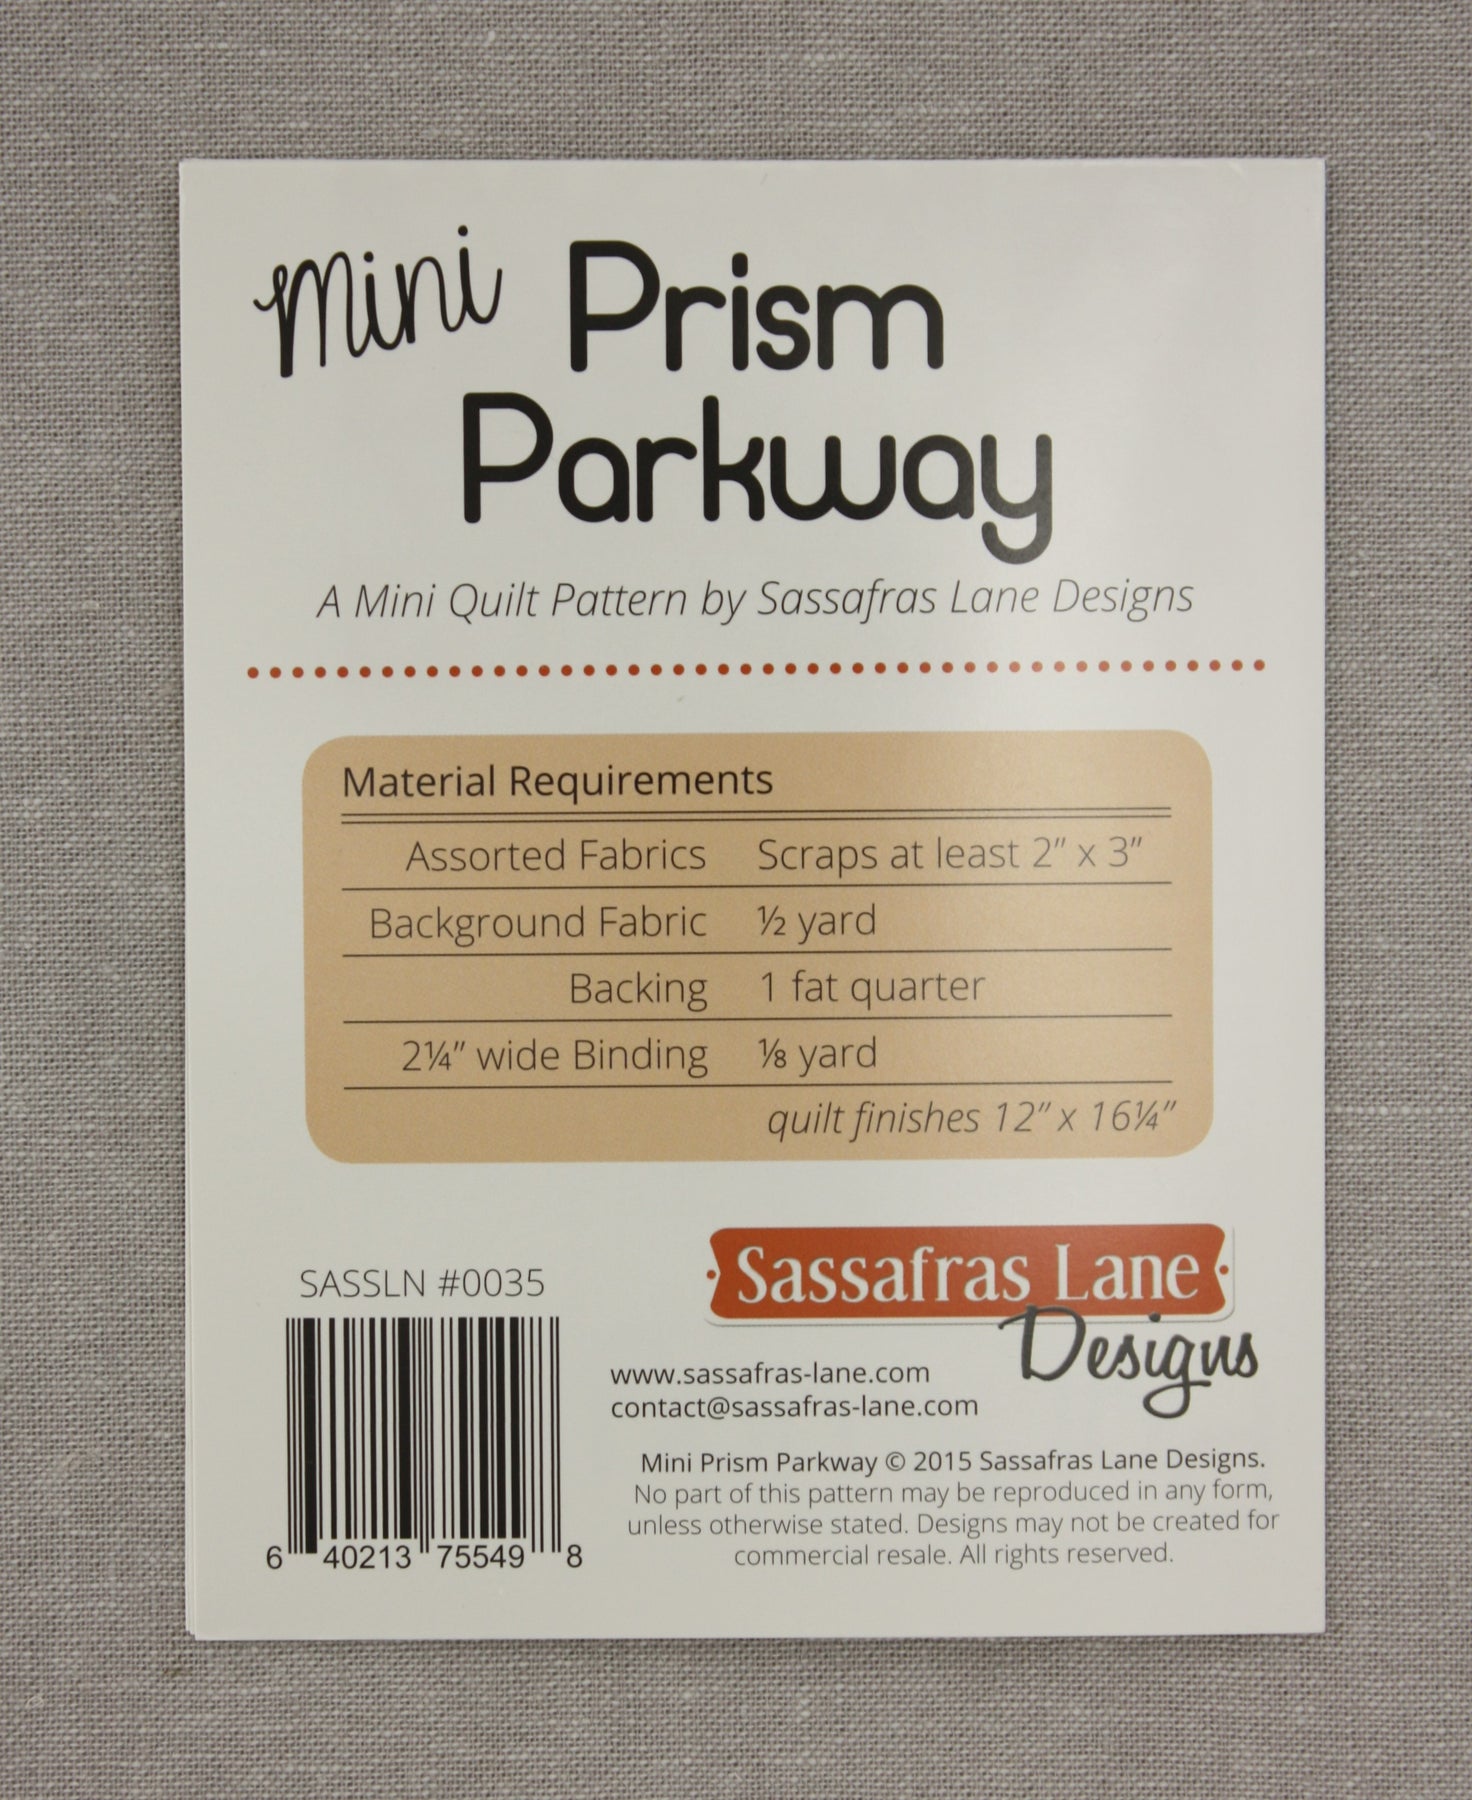 mini Prism
Parkway
A Mini Quilt Pattern by Sassafras Lane Designs
Material Requirements
Assorted Fabrics Scraps at least 2” x 3”
Background Fabric ½ yard
Backing 1 fat quarter
2¼” wide Binding ⅛ yard
quilt finishes 12” x 16¼”
SASSLN #0035
6 40213 75549 8
Sassafras Lane
Designs
www.sassafras-lane.com
contact@sassafras-lane.com
Mini Prism Parkway © 2015 Sassafras Lane Designs.
No part of this pattern may be reproduced in any form,
unless otherwise stated. Designs may not be created for
commercial resale. All rights reserved.